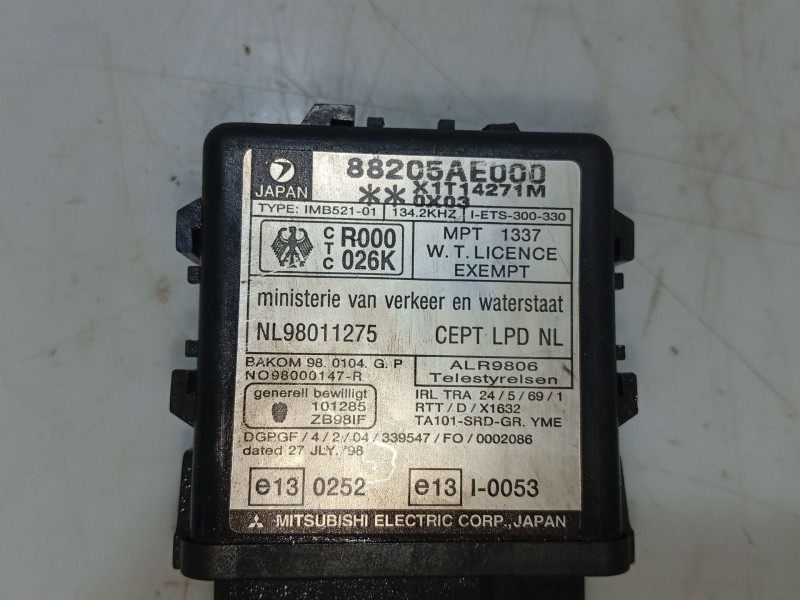 JAPAN
88205AE000
X1T14271M
** 0X03
TYPE: IMB521-01 134.2KHZ I-ETS-300-330
CTC R000 026K
MPT 1337
W. T. LICENCE
EXEMPT
ministerie van verkeer en waterstaat
NL98011275 CEPT LPD NL
BAKOM 98. 0104. G. P
NO98000147-R
ALR9806
Telestyrelsen
generell bewilligt
101285
ZB98IF
IRL TRA 24/5/69/1
RTT/D/X1632
TA101-SRD-GR. YME
DGPGF/4/2/04/339547/FO/0002086
dated 27 JLY. '98
e13 0252 e13 I-0053
MITSUBISHI ELECTRIC CORP., JAPAN